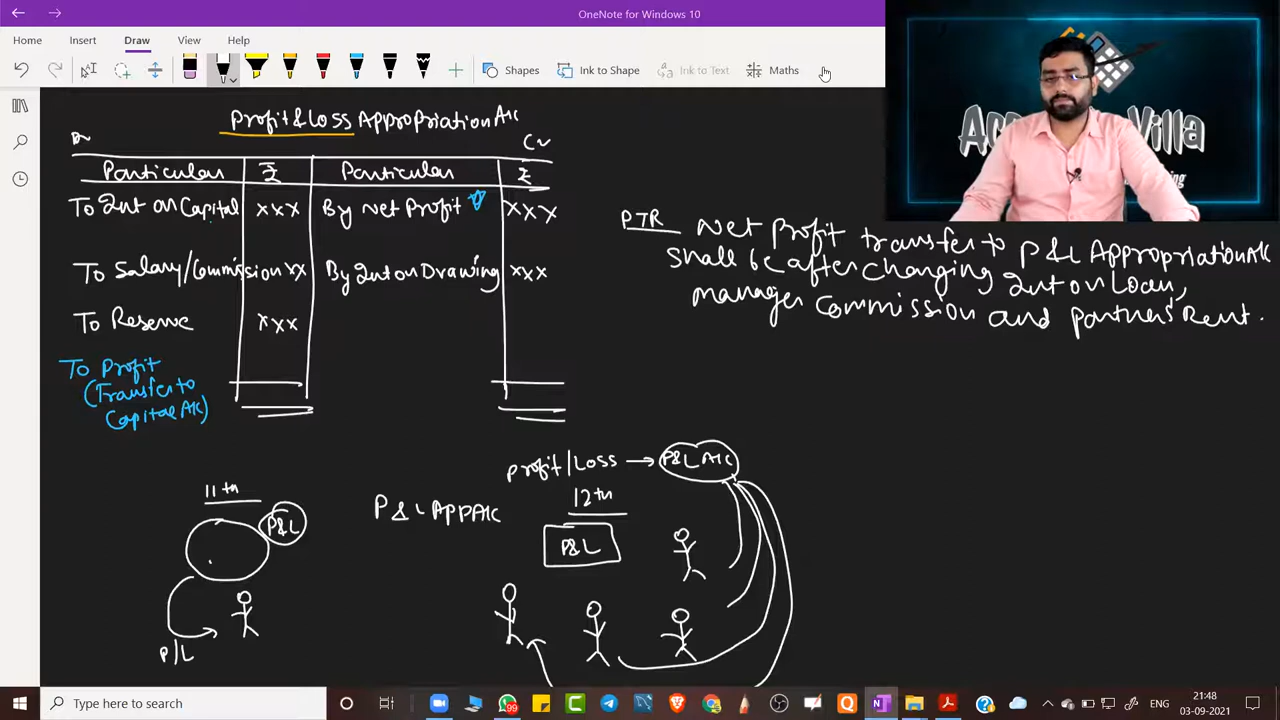 OneNote for Windows 10
Home Insert Draw View Help
Shapes Ink to Shape Ink to Text Maths
Profit & Loss Appropriation A/c
Dr Cr
Particular ₹ Particular ₹
To Int on Capital xxx By Net Profit xxx
To Salary/Commission xx By Int on Drawing xxx
To Reserve xxx
To Profit
(Transfer to
Capital A/c)
PTR Net Profit transfer to P&L Appropriation A/c
shall be after changing Int on Loan,
manager Commission and partner's Rent.
Profit/Loss → P&L A/c
11th
P&L
P & L APP A/c
12th
P&L
P/L
Villa
Type here to search
99
ENG
21:48
03-09-2021